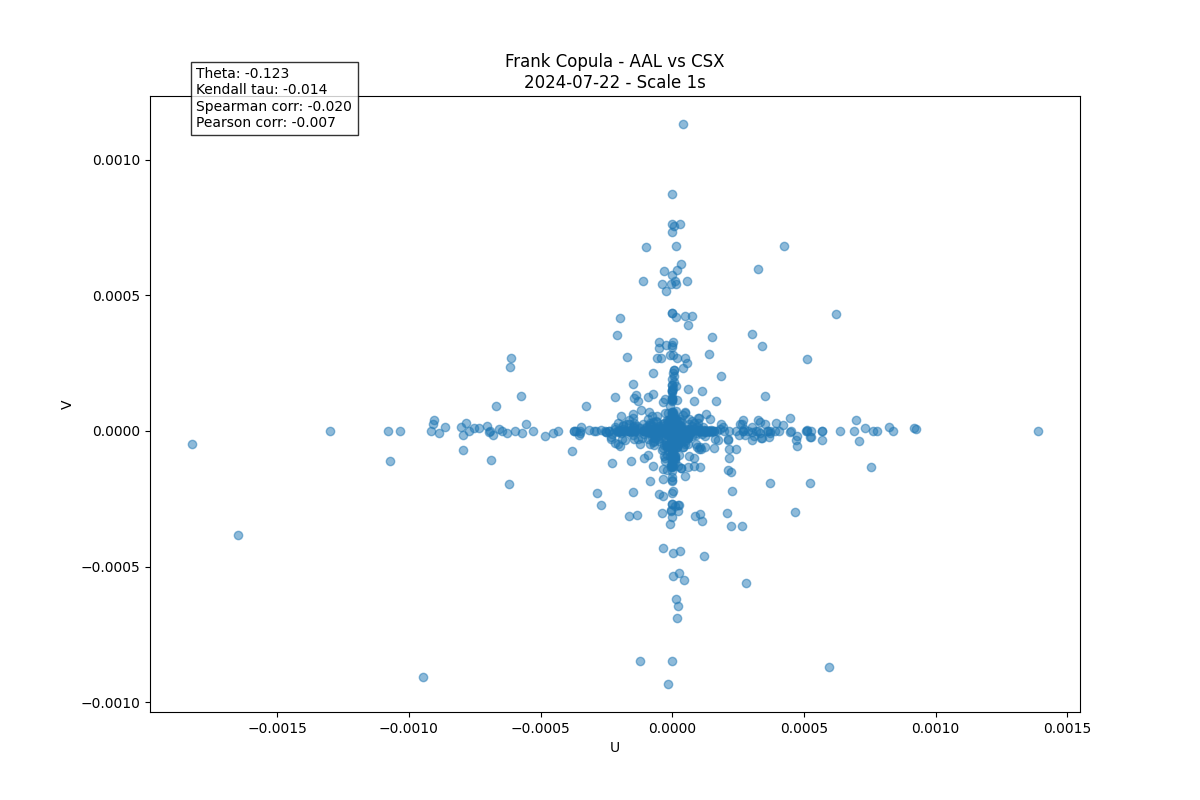 Frank Copula - AAL vs CSX
2024-07-22 - Scale 1s
Theta: -0.123
Kendall tau: -0.014
Spearman corr: -0.020
Pearson corr: -0.007
0.0010
0.0005
0.0000
−0.0005
−0.0010
V
−0.0015
−0.0010
−0.0005
0.0000
0.0005
0.0010
0.0015
U